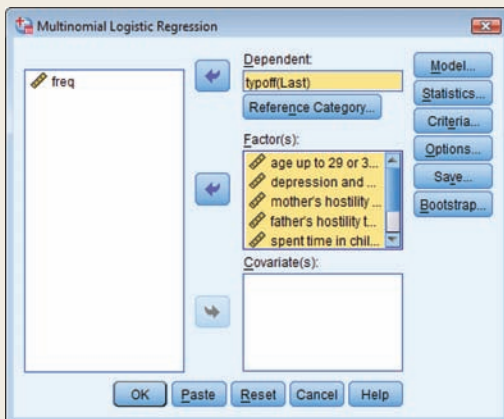 Multinomial Logistic Regression
freq
Dependent:
typoff(Last)
Reference Category...
Factor(s):
age up to 29 or 3...
depression and ...
mother's hostility ...
father's hostility t...
spent time in chil...
Covariate(s):
Model...
Statistics...
Criteria...
Options...
Save...
Bootstrap...
OK Paste Reset Cancel Help